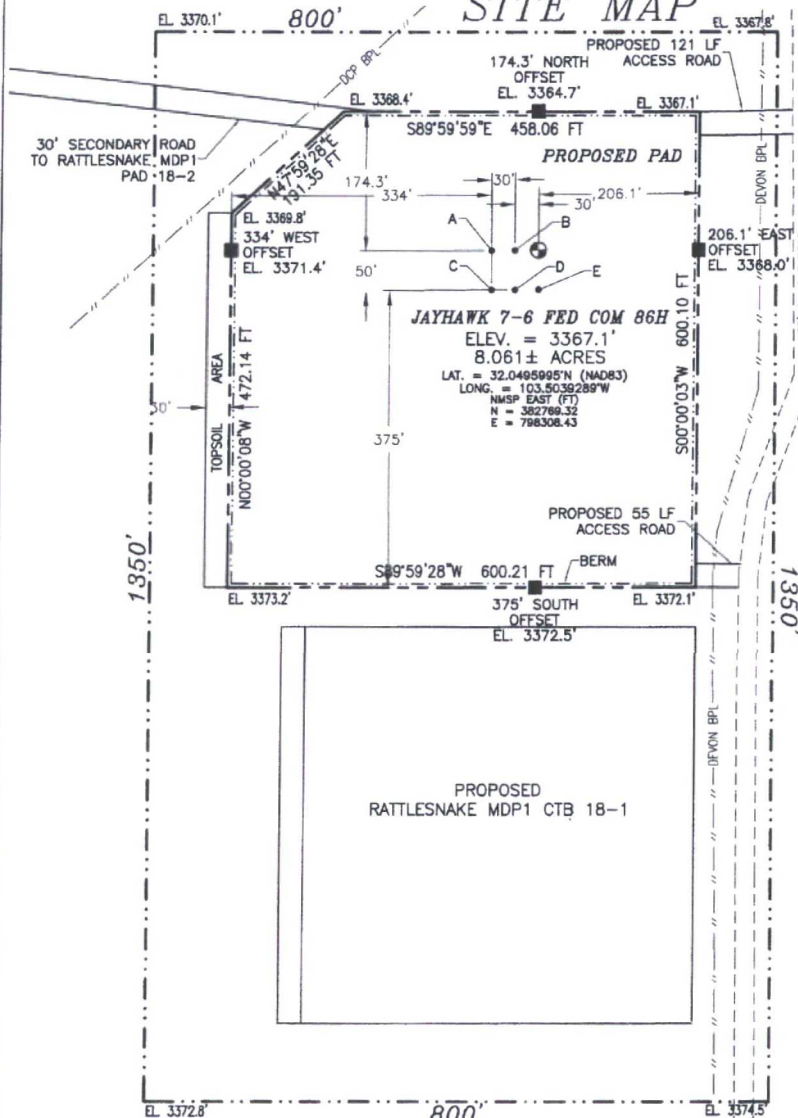 SITE MAP
EL. 3370.1'
800'
EL. 3367.8'
DCP BPL
174.3' NORTH
OFFSET
EL. 3364.7'
PROPOSED 121 LF
ACCESS ROAD
EL. 3368.4'
EL. 3367.1'
S89°59'59"E 458.06 FT
30' SECONDARY ROAD
TO RATTLESNAKE MDP1
PAD 18-2
N47°59'28"E
191.35 FT
PROPOSED PAD
DEVON BPL
174.3'
30'
334'
206.1'
30'
EL. 3369.8'
A
B
334' WEST
OFFSET
EL. 3371.4'
206.1' EAST
OFFSET
EL. 3368.0'
50'
C
D
E
JAYHAWK 7-6 FED COM 86H
ELEV. = 3367.1'
8.061± ACRES
LAT. = 32.0495995°N (NAD83)
LONG. = 103.5039289°W
NMSP EAST (FT)
N = 382769.32
E = 798308.43
S00°00'03"W 600.10 FT
N00°00'08"W 472.14 FT
TOPSOIL AREA
30'
375'
PROPOSED 55 LF
ACCESS ROAD
1350'
1350'
S89°59'28"W 600.21 FT
BERM
EL. 3373.2'
EL. 3372.1'
375' SOUTH
OFFSET
EL. 3372.5'
DEVON BPL
PROPOSED
RATTLESNAKE MDP1 CTB 18-1
EL. 3372.8'
800'
EL. 3374.5'